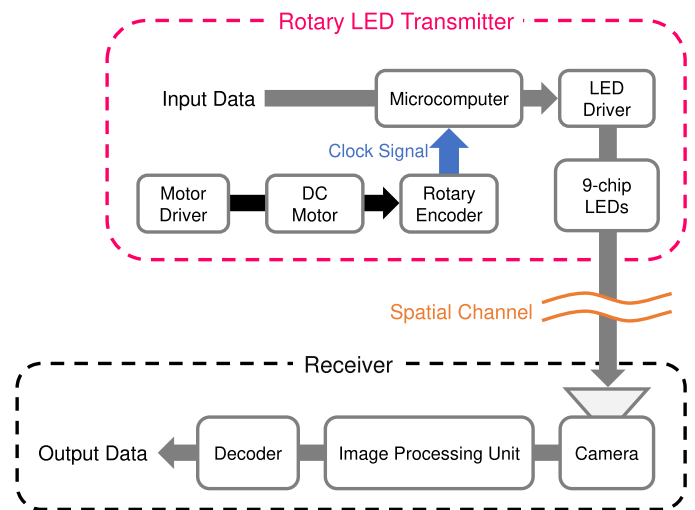 Rotary LED Transmitter
Input Data
Microcomputer
LED
Driver
Clock Signal
Motor
Driver
DC
Motor
Rotary
Encoder
9-chip
LEDs
Spatial Channel
Receiver
Output Data
Decoder
Image Processing Unit
Camera